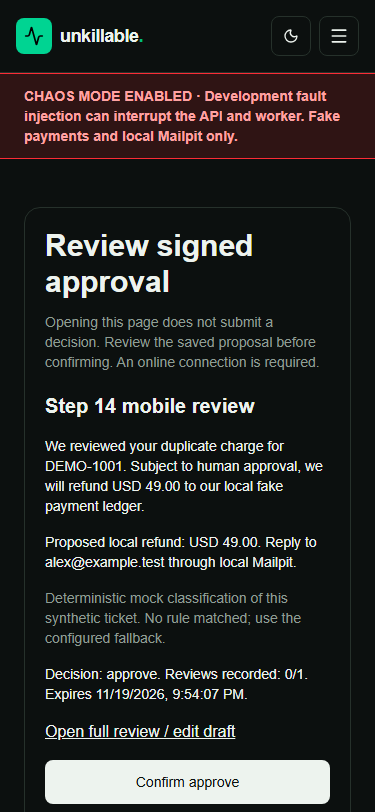 unkillable.
CHAOS MODE ENABLED · Development fault
injection can interrupt the API and worker. Fake
payments and local Mailpit only.
Review signed
approval
Opening this page does not submit a
decision. Review the saved proposal before
confirming. An online connection is required.
Step 14 mobile review
We reviewed your duplicate charge for
DEMO-1001. Subject to human approval, we
will refund USD 49.00 to our local fake
payment ledger.
Proposed local refund: USD 49.00. Reply to
alex@example.test through local Mailpit.
Deterministic mock classification of this
synthetic ticket. No rule matched; use the
configured fallback.
Decision: approve. Reviews recorded: 0/1.
Expires 11/19/2026, 9:54:07 PM.
Open full review / edit draft
Confirm approve